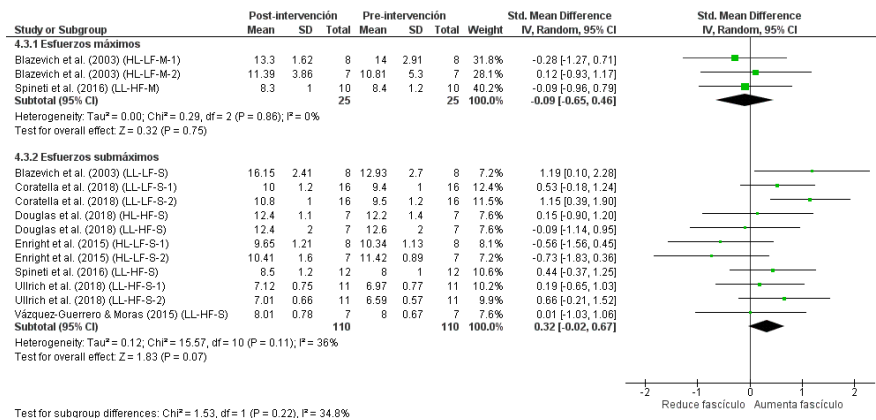 Post-intervención Pre-intervención Std. Mean Difference Std. Mean Difference
Study or Subgroup Mean SD Total Mean SD Total Weight IV, Random, 95% CI IV, Random, 95% CI
4.3.1 Esfuerzos máximos
Blazevich et al. (2003) (HL-LF-M-1) 13.3 1.62 8 14 2.91 8 31.8% -0.28 [-1.27, 0.71]
Blazevich et al. (2003) (HL-LF-M-2) 11.39 3.86 7 10.81 5.3 7 28.1% 0.12 [-0.93, 1.17]
Spineti et al. (2016) (LL-HF-M) 8.3 1 10 8.4 1.2 10 40.2% -0.09 [-0.96, 0.79]
Subtotal (95% CI) 25 25 100.0% -0.09 [-0.65, 0.46]
Heterogeneity: Tau² = 0.00; Chi² = 0.29, df = 2 (P = 0.86); I² = 0%
Test for overall effect: Z = 0.32 (P = 0.75)
4.3.2 Esfuerzos submáximos
Blazevich et al. (2003) (LL-LF-S) 16.15 2.41 8 12.93 2.7 8 7.2% 1.19 [0.10, 2.28]
Coratella et al. (2018) (LL-LF-S-1) 10 1.2 16 9.4 1 16 12.4% 0.53 [-0.18, 1.24]
Coratella et al. (2018) (LL-LF-S-2) 10.8 1 16 9.5 1.2 16 11.7% 1.15 [0.39, 1.90]
Douglas et al. (2018) (HL-HF-S) 12.4 1.1 7 12.2 1.4 7 7.5% 0.15 [-0.90, 1.20]
Douglas et al. (2018) (LL-HF-S) 12.4 2 7 12.6 2 7 7.5% -0.09 [-1.14, 0.95]
Enright et al. (2015) (HL-LF-S-1) 9.65 1.21 8 10.34 1.13 8 8.1% -0.56 [-1.56, 0.45]
Enright et al. (2015) (HL-LF-S-2) 10.41 1.6 7 11.42 0.89 7 7.1% -0.73 [-1.83, 0.36]
Spineti et al. (2016) (LL-HF-S) 8.5 1.2 12 8 1 12 10.6% 0.44 [-0.37, 1.25]
Ullrich et al. (2018) (LL-HF-S-1) 7.12 0.75 11 6.97 0.77 11 10.2% 0.19 [-0.65, 1.03]
Ullrich et al. (2018) (LL-HF-S-2) 7.01 0.66 11 6.59 0.57 11 9.9% 0.66 [-0.21, 1.52]
Vázquez-Guerrero & Moras (2015) (LL-HF-S) 8.01 0.78 7 8 0.67 7 7.6% 0.01 [-1.03, 1.06]
Subtotal (95% CI) 110 110 100.0% 0.32 [-0.02, 0.67]
Heterogeneity: Tau² = 0.12; Chi² = 15.57, df = 10 (P = 0.11); I² = 36%
Test for overall effect: Z = 1.83 (P = 0.07)
-2 -1 0 1 2
Reduce fascículo Aumenta fascículo
Test for subgroup differences: Chi² = 1.53, df = 1 (P = 0.22), I² = 34.8%